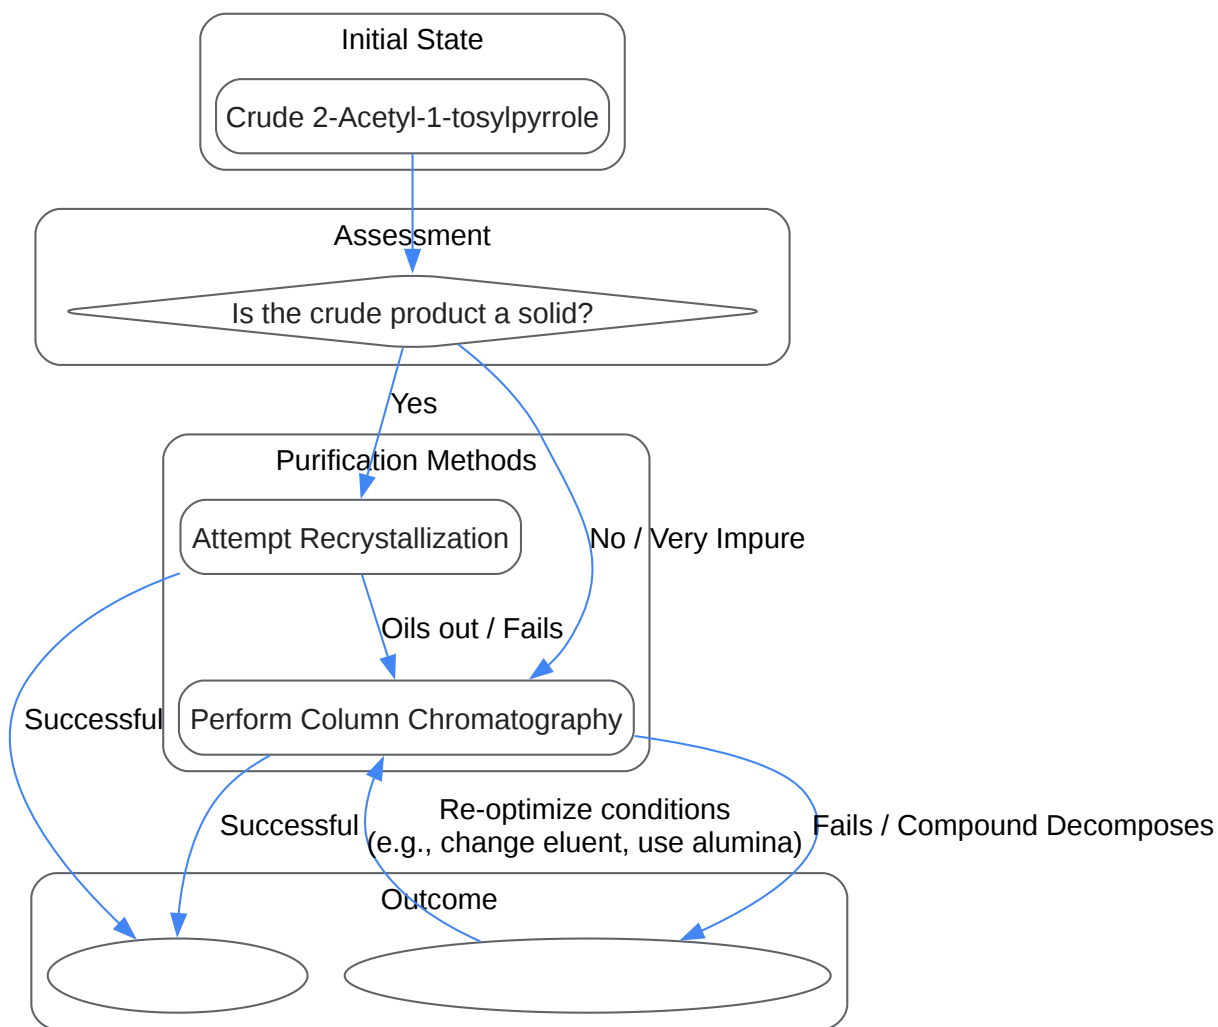 Initial State
Crude 2-Acetyl-1-tosylpyrrole
Assessment
Is the crude product a solid?
Yes
Purification Methods
Attempt Recrystallization
No / Very Impure
Oils out / Fails
Successful
Perform Column Chromatography
Successful
Re-optimize conditions
(e.g., change eluent, use alumina)
Fails / Compound Decomposes
Outcome